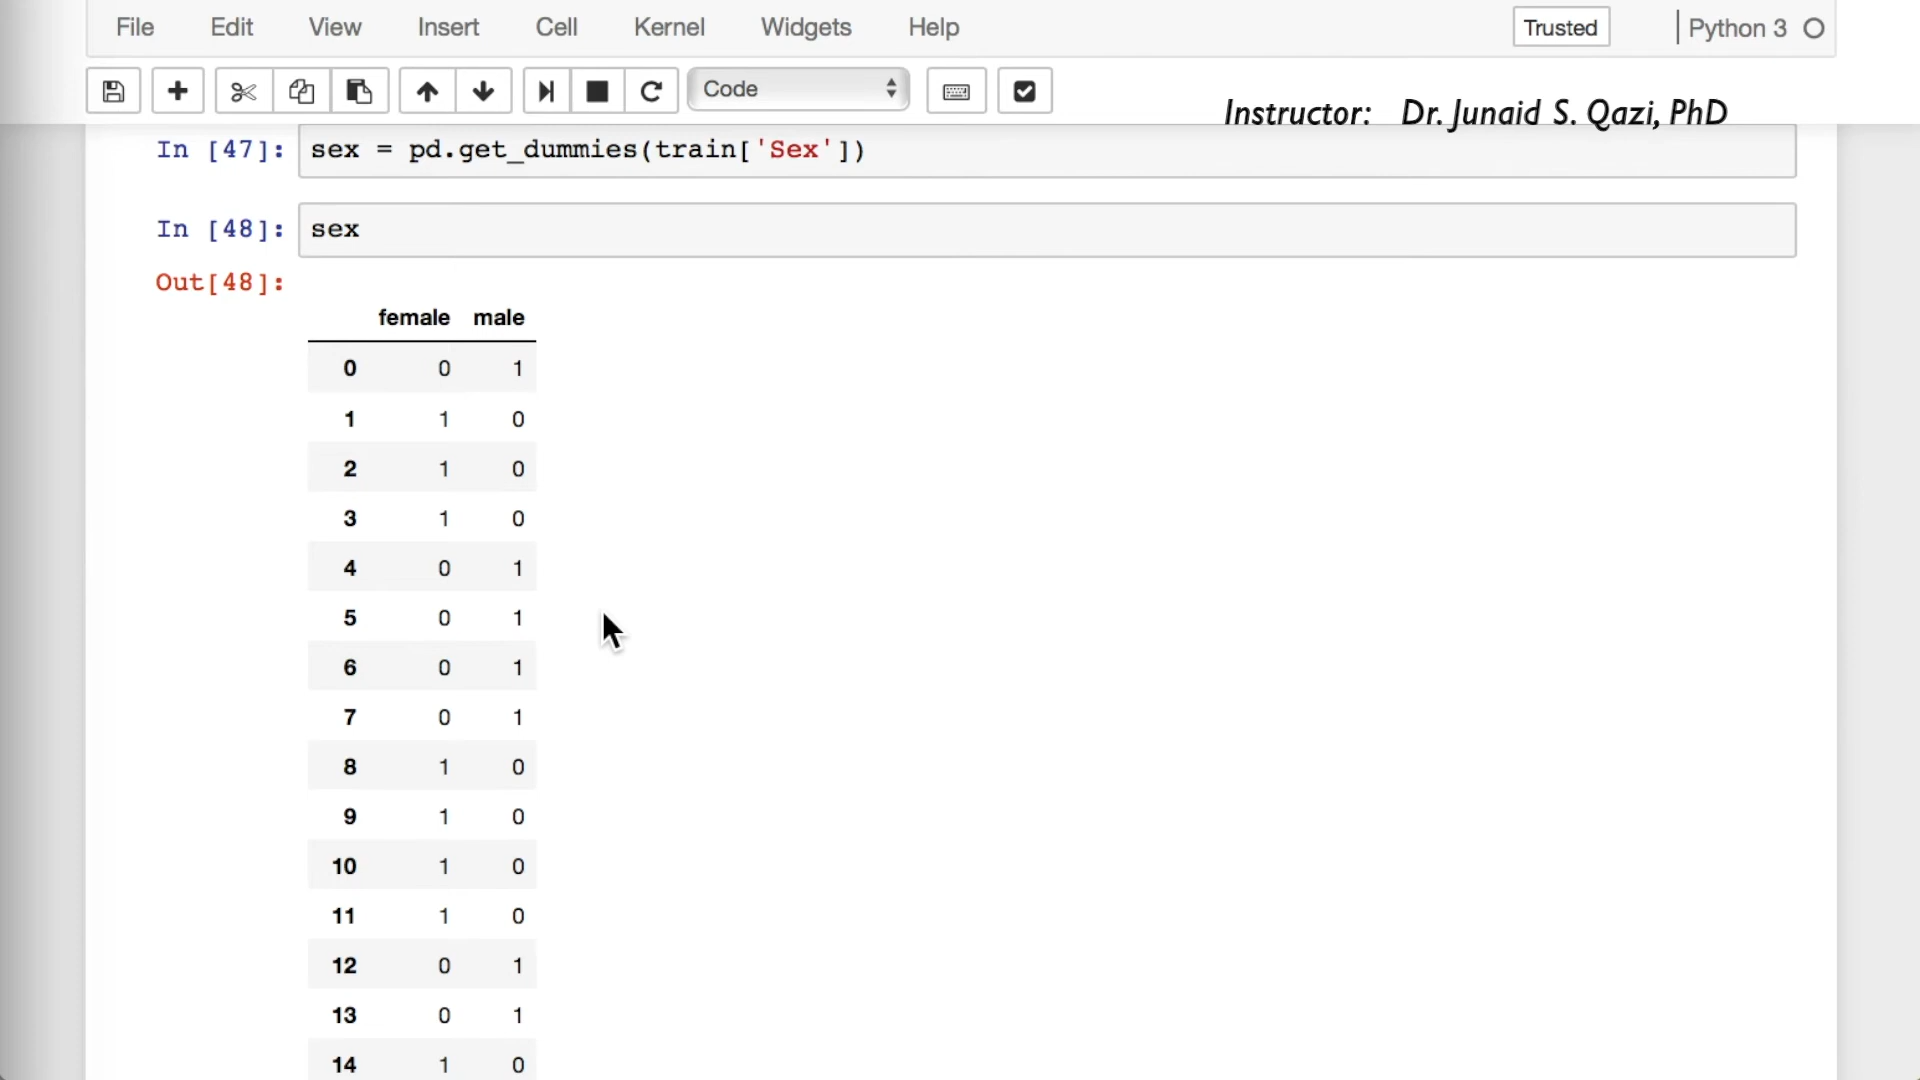 File Edit View Insert Cell Kernel Widgets Help Trusted Python 3
Code
Instructor: Dr. Junaid S. Qazi, PhD
In [47]: sex = pd.get_dummies(train['Sex'])
In [48]: sex
Out[48]:
female male
0 0 1
1 1 0
2 1 0
3 1 0
4 0 1
5 0 1
6 0 1
7 0 1
8 1 0
9 1 0
10 1 0
11 1 0
12 0 1
13 0 1
14 1 0